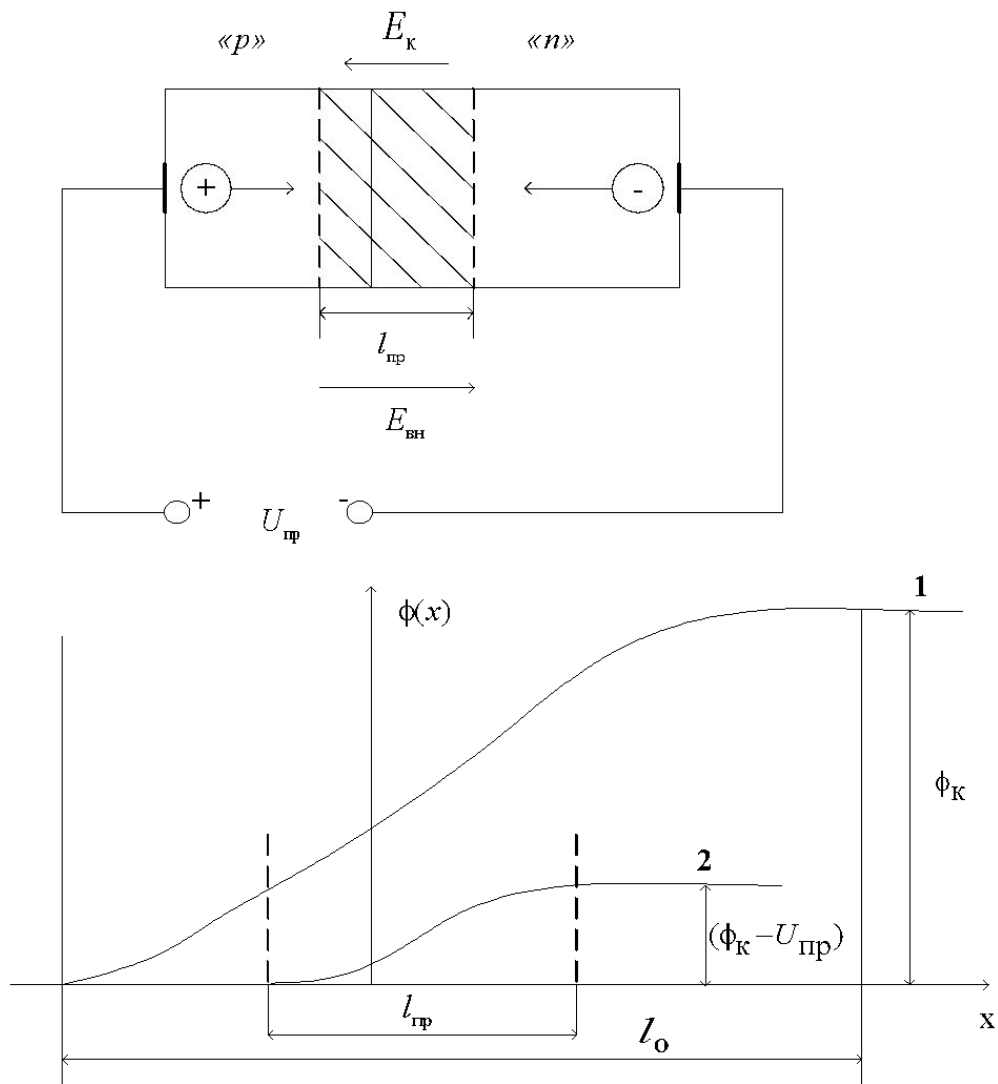 «p» Eк «n»
+ -
lпр
Eвн
+ -
Uпр
1
ϕ(x)
ϕк
2
(ϕк – Uпр)
lпр
x
lо